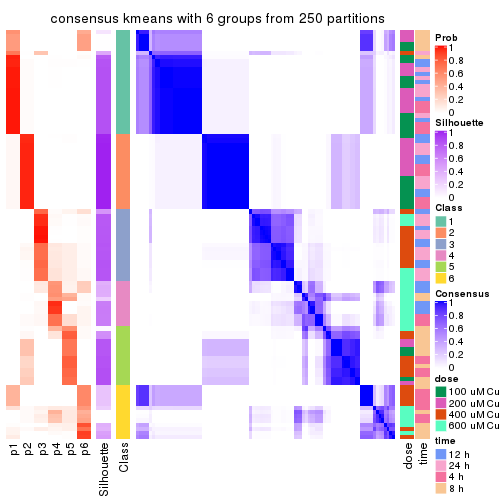 consensus kmeans with 6 groups from 250 partitions
Prob
1
0.8
0.6
0.4
0.2
0
Silhouette
1
0.8
0.6
0.4
0.2
0
Class
1
2
3
4
5
6
Consensus
1
0.8
0.6
0.4
0.2
0
dose
100 uM Cu
200 uM Cu
400 uM Cu
600 uM Cu
time
12 h
24 h
4 h
8 h
p1
p2
p3
p4
p5
p6
Silhouette
Class
dose
time